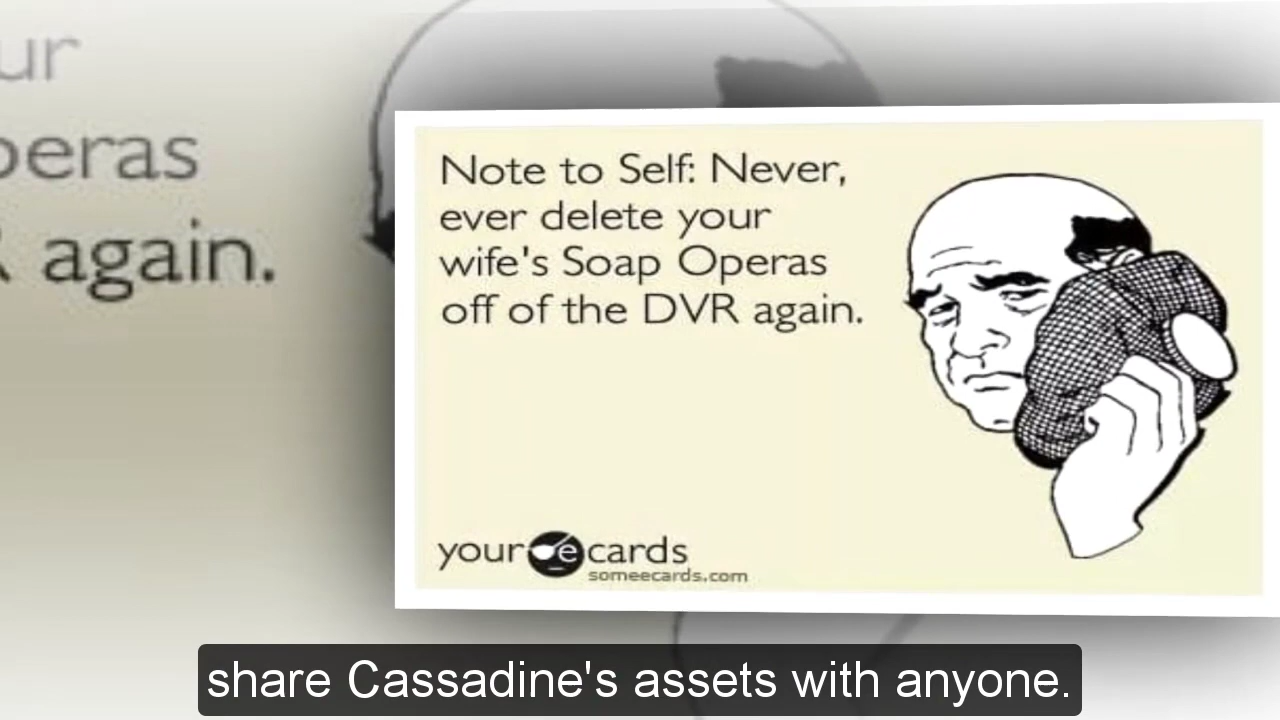 ur
peras
R again.
Note to Self: Never,
ever delete your
wife's Soap Operas
off of the DVR again.
your e cards
someecards.com
share Cassadine's assets with anyone.